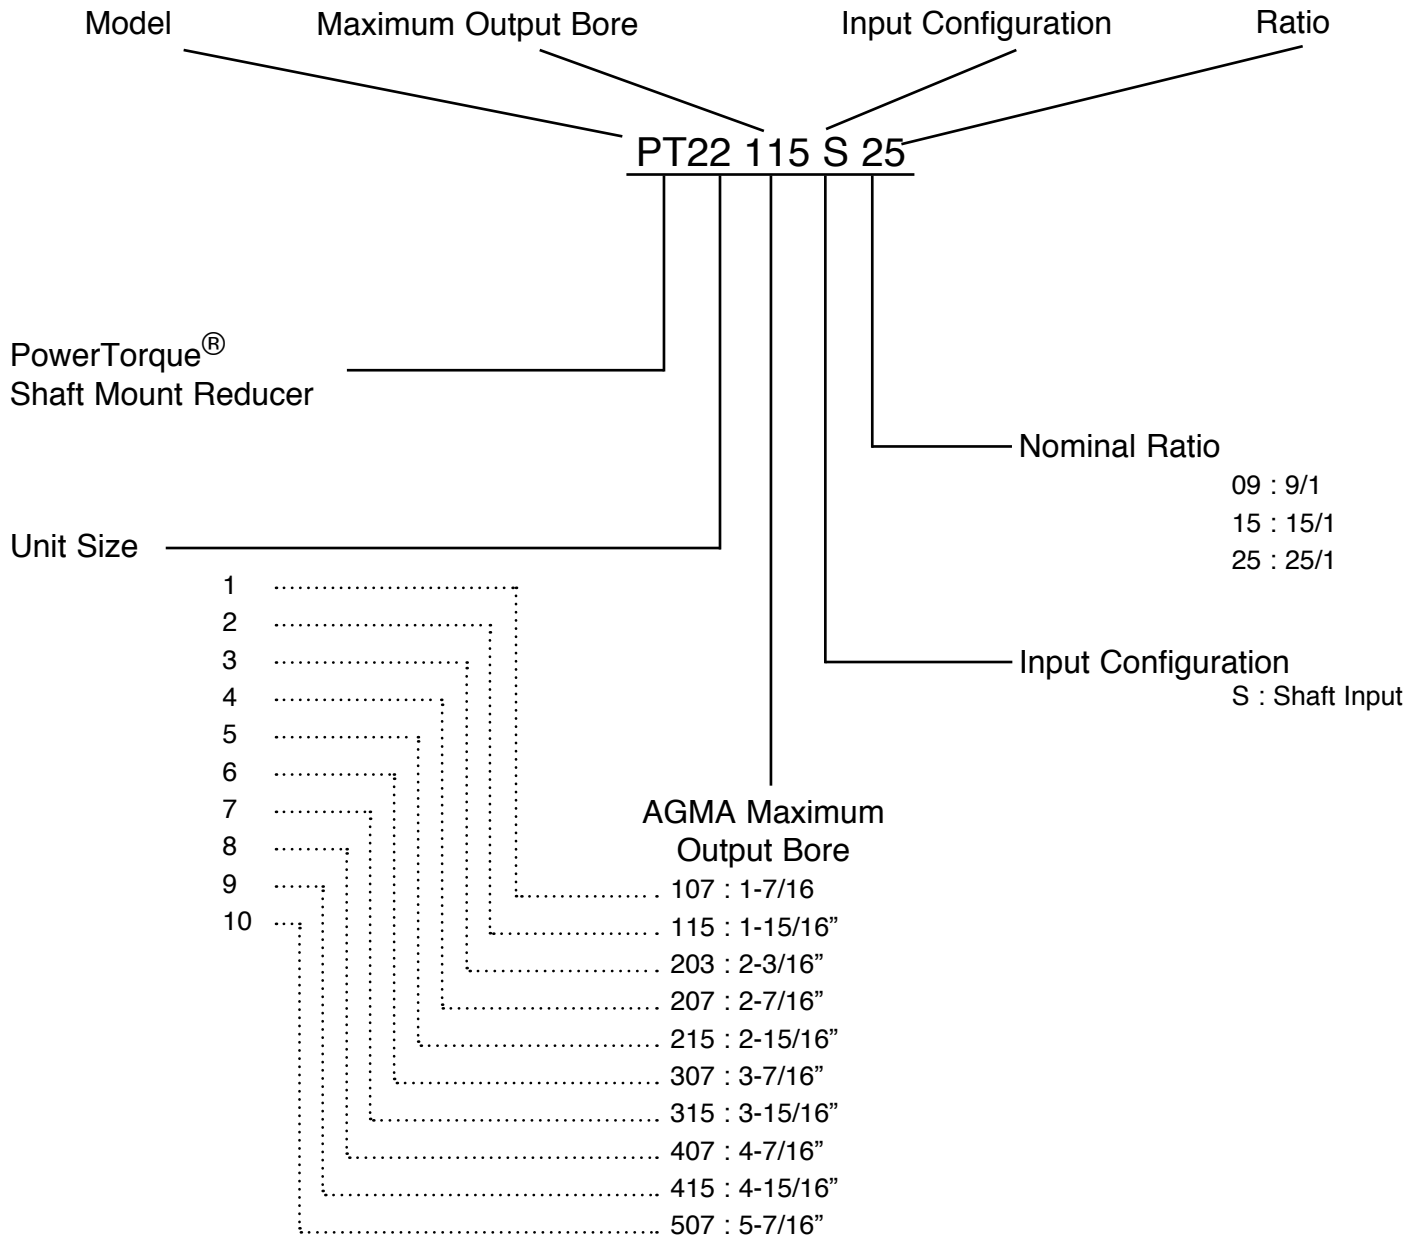 Model Maximum Output Bore Input Configuration Ratio
PT22 115 S 25
PowerTorque®
Shaft Mount Reducer
Nominal Ratio
09 : 9/1
15 : 15/1
25 : 25/1
Unit Size
1
2
3
4
5
6
7
8
9
10
Input Configuration
S : Shaft Input
AGMA Maximum
Output Bore
107 : 1-7/16
115 : 1-15/16”
203 : 2-3/16”
207 : 2-7/16”
215 : 2-15/16”
307 : 3-7/16”
315 : 3-15/16”
407 : 4-7/16”
415 : 4-15/16”
507 : 5-7/16”